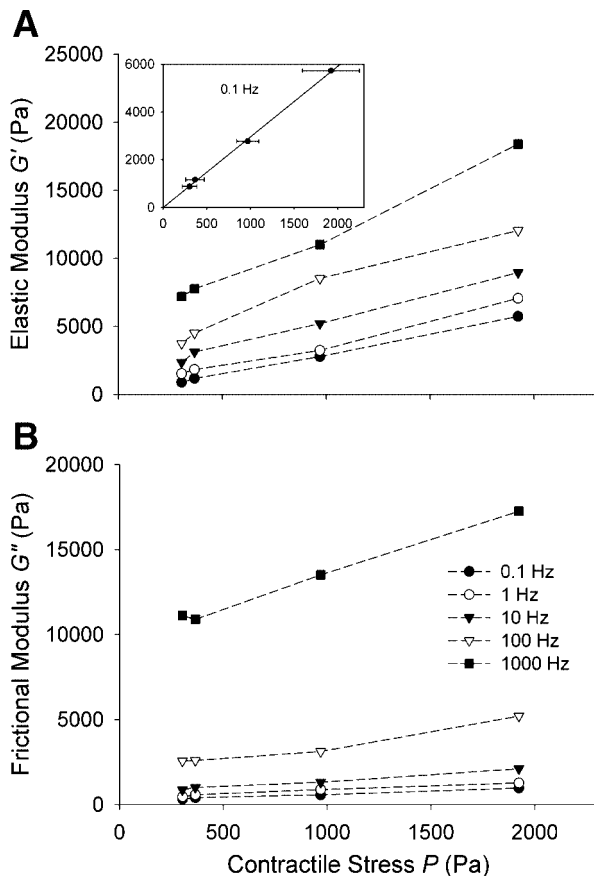 A
25000
20000
15000
10000
5000
0
Elastic Modulus G' (Pa)
6000
4000
2000
0
0.1 Hz
0 500 1000 1500 2000
B
20000
15000
10000
5000
0
Frictional Modulus G" (Pa)
0.1 Hz
1 Hz
10 Hz
100 Hz
1000 Hz
0 500 1000 1500 2000
Contractile Stress P (Pa)